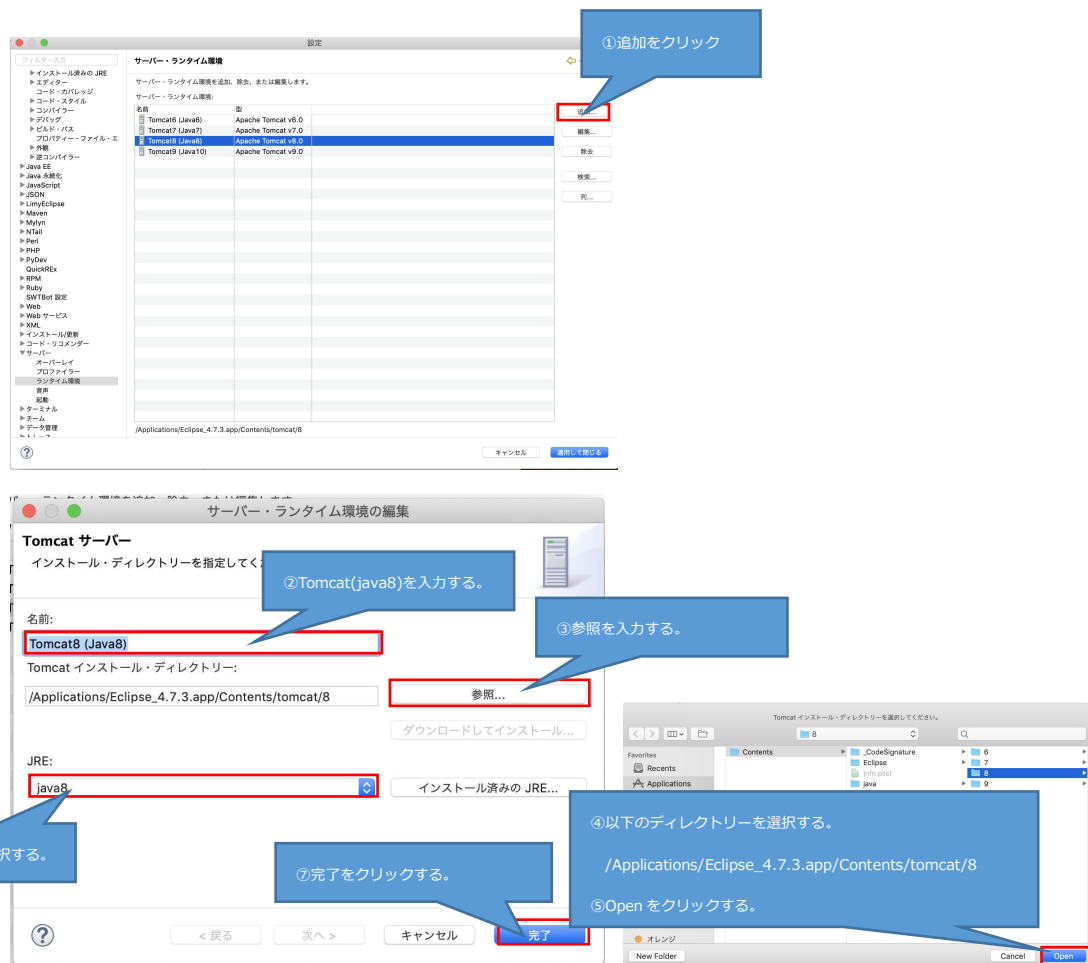 ①追加をクリック
設定
フィルター入力
サーバー・ランタイム環境
▶インストール済みの JRE
▶エディター
コード・カバレッジ
▶コード・スタイル
▶コンパイラー
▶デバッグ
▶ビルド・パス
プロパティー・ファイル・エ
▶外観
▶逆コンパイラー
▶Java EE
▶Java 永続化
▶JavaScript
▶JSON
▶LimyEclipse
▶Maven
▶Mylyn
▶NTail
▶Perl
▶PHP
▶PyDev
QuickREx
▶RPM
▶Ruby
SWTBot 設定
▶Web
▶Web サービス
▶XML
▶インストール/更新
▶コード・リコメンダー
▼サーバー
オーバーレイ
プロファイラー
ランタイム環境
音声
起動
▶ターミナル
▶チーム
▶データ管理
サーバー・ランタイム環境を追加、除去、または編集します。
サーバー・ランタイム環境:
名前 型
Tomcat6 (Java6) Apache Tomcat v6.0
Tomcat7 (Java7) Apache Tomcat v7.0
Tomcat8 (Java8) Apache Tomcat v8.0
Tomcat9 (Java10) Apache Tomcat v9.0
編集...
除去
検索...
列...
/Applications/Eclipse_4.7.3.app/Contents/tomcat/8
? キャンセル 適用して閉じる
サーバー・ランタイム環境の編集
Tomcat サーバー
インストール・ディレクトリーを指定してく
②Tomcat(java8)を入力する。
名前:
Tomcat8 (Java8)
③参照を入力する。
Tomcat インストール・ディレクトリー:
/Applications/Eclipse_4.7.3.app/Contents/tomcat/8
参照...
ダウンロードしてインストール...
JRE:
java8
インストール済みの JRE...
択する。
⑦完了をクリックする。
? < 戻る 次へ > キャンセル 完了
Tomcat インストール・ディレクトリーを選択してください。
8
Favorites
Recents
Applications
Contents
_CodeSignature
Eclipse
Info.plist
java
6
7
8
9
④以下のディレクトリーを選択する。
/Applications/Eclipse_4.7.3.app/Contents/tomcat/8
⑤Open をクリックする。
オレンジ
New Folder Cancel Open